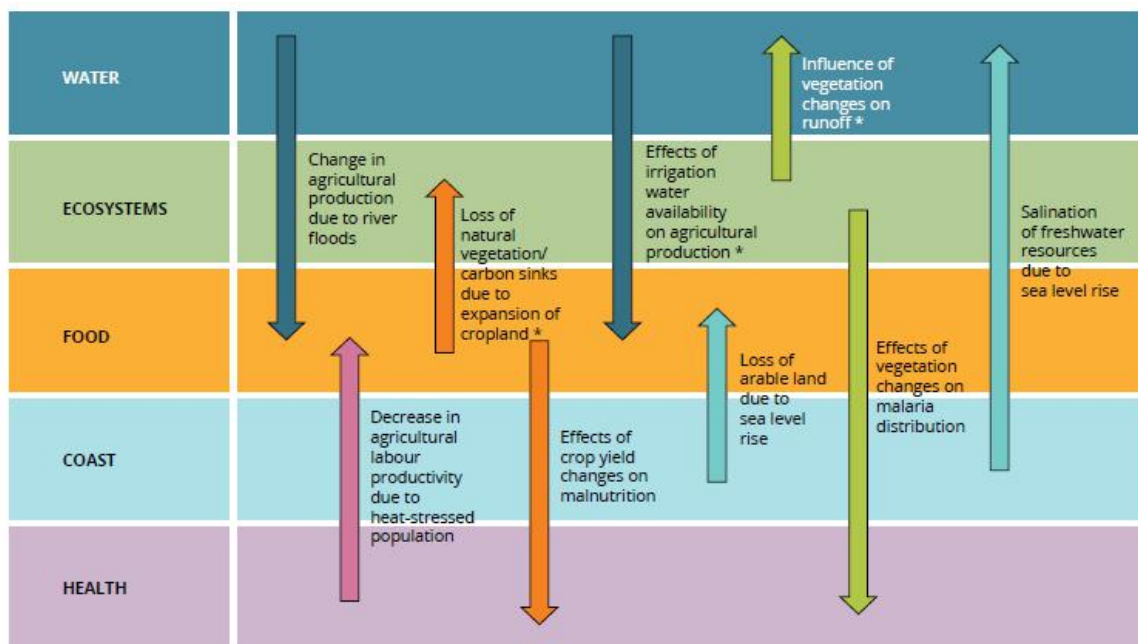 WATER
ECOSYSTEMS
FOOD
COAST
HEALTH
Change in
agricultural
production
due to river
floods
Loss of
natural
vegetation/
carbon sinks
due to
expansion of
cropland *
Decrease in
agricultural
labour
productivity
due to
heat-stressed
population
Effects of
crop yield
changes on
malnutrition
Effects of
irrigation
water
availability
on agricultural
production *
Loss of
arable land
due to
sea level
rise
Influence of
vegetation
changes on
runoff *
Effects of
vegetation
changes on
malaria
distribution
Salination
of freshwater
resources
due to
sea level rise